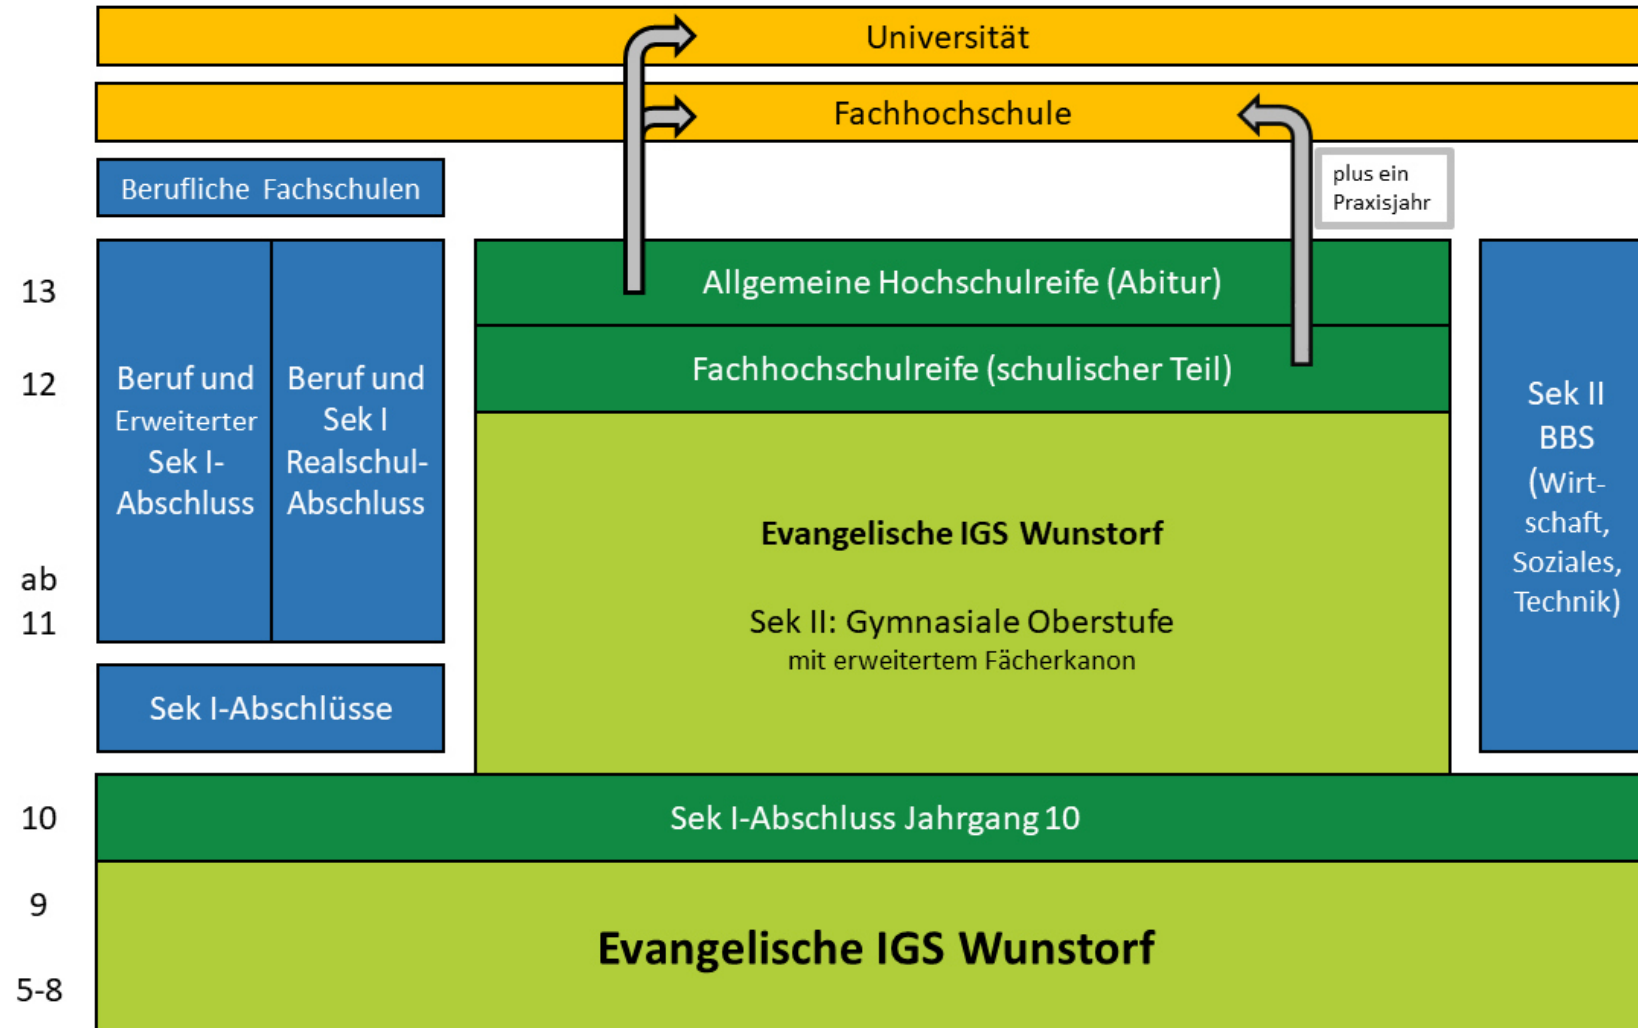 Universität
Fachhochschule
plus ein
Praxisjahr
Berufliche Fachschulen
13
Allgemeine Hochschulreife (Abitur)
12
Fachhochschulreife (schulischer Teil)
Beruf und
Erweiterter
Sek I-
Abschluss
Beruf und
Sek I
Realschul-
Abschluss
Sek II
BBS
(Wirt-
schaft,
Soziales,
Technik)
Evangelische IGS Wunstorf
Sek II: Gymnasiale Oberstufe
mit erweitertem Fächerkanon
ab
11
Sek I-Abschlüsse
10
Sek I-Abschluss Jahrgang 10
9
Evangelische IGS Wunstorf
5-8